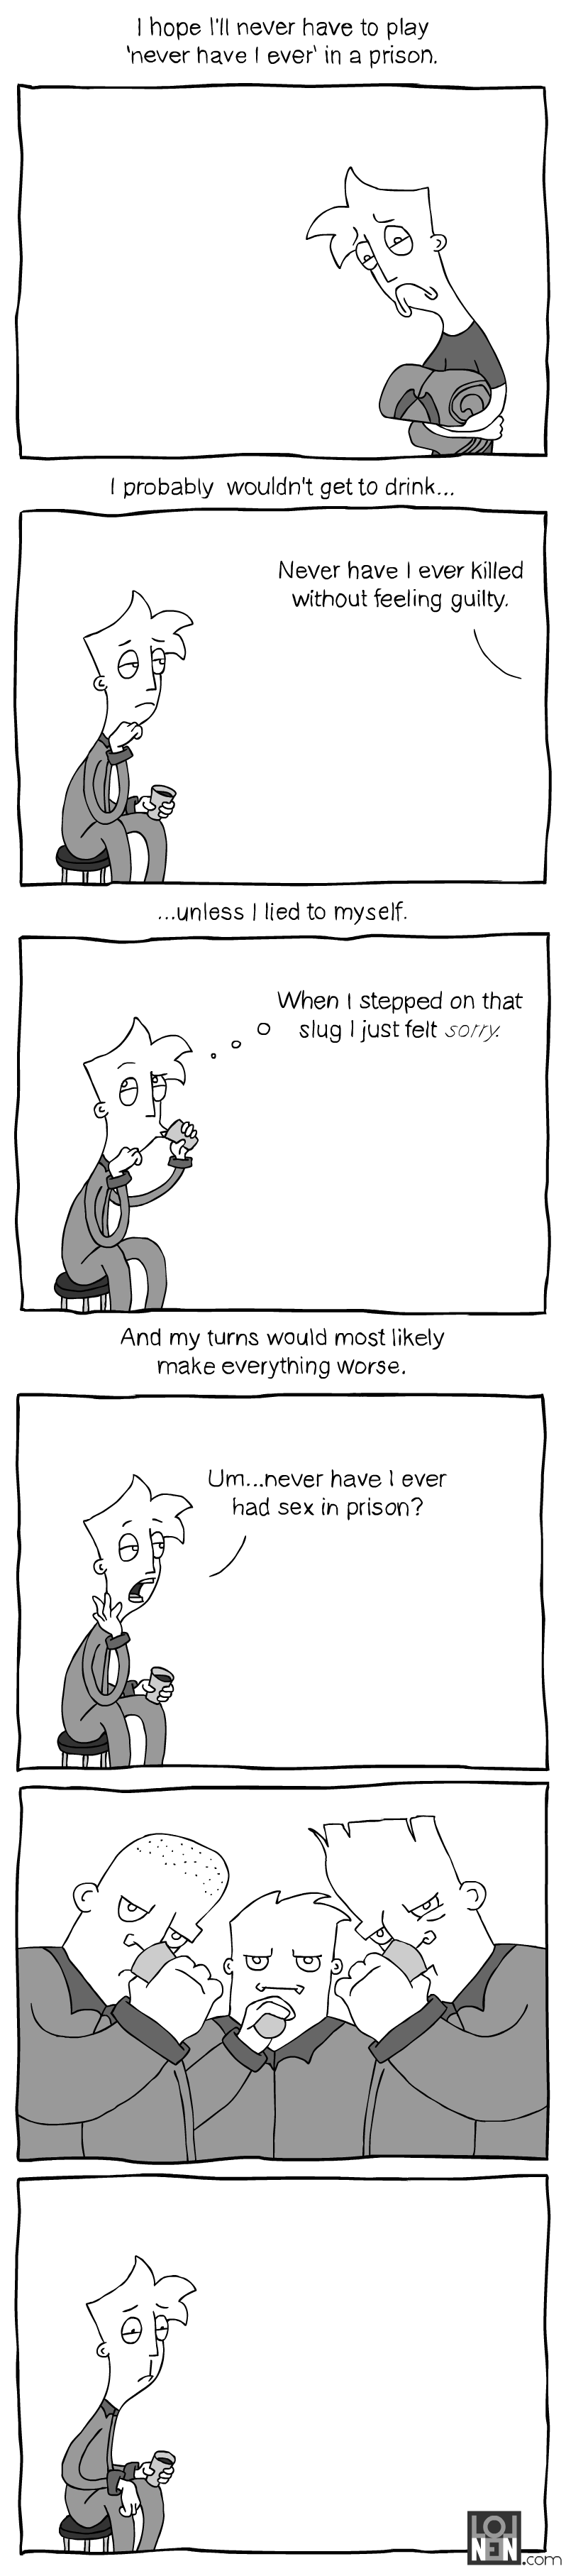 I hope I'll never have to play
'never have I ever' in a prison.
I probably wouldn't get to drink...
Never have I ever killed
without feeling guilty.
...unless I lied to myself.
When I stepped on that
slug I just felt sorry.
And my turns would most likely
make everything worse.
Um...never have I ever
had sex in prison?
LOI
NEN.com